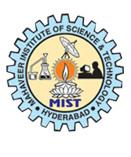 MAHAVEER INSTITUTE OF SCIENCE & TECHNOLOGY
MIST
HYDERABAD